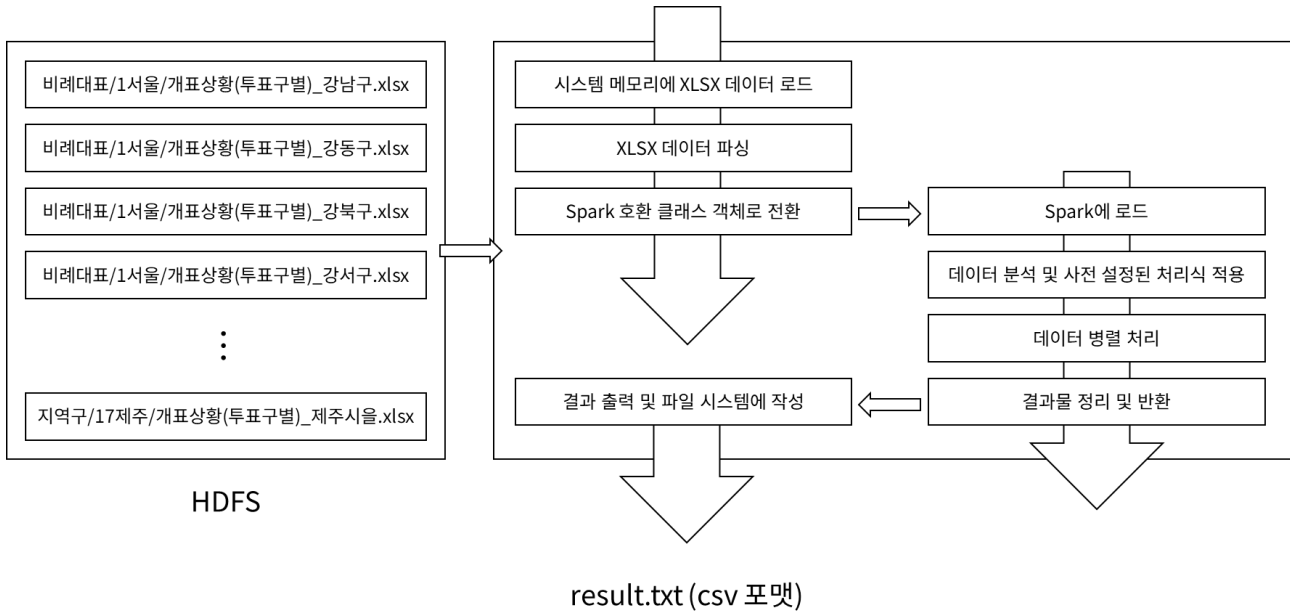 비례대표/1서울/개표상황(투표구별)_강남구.xlsx
비례대표/1서울/개표상황(투표구별)_강동구.xlsx
비례대표/1서울/개표상황(투표구별)_강북구.xlsx
비례대표/1서울/개표상황(투표구별)_강서구.xlsx
지역구/17제주/개표상황(투표구별)_제주시을.xlsx
HDFS
시스템 메모리에 XLSX 데이터 로드
XLSX 데이터 파싱
Spark 호환 클래스 객체로 전환
Spark에 로드
데이터 분석 및 사전 설정된 처리식 적용
데이터 병렬 처리
결과물 정리 및 반환
결과 출력 및 파일 시스템에 작성
result.txt (csv 포맷)